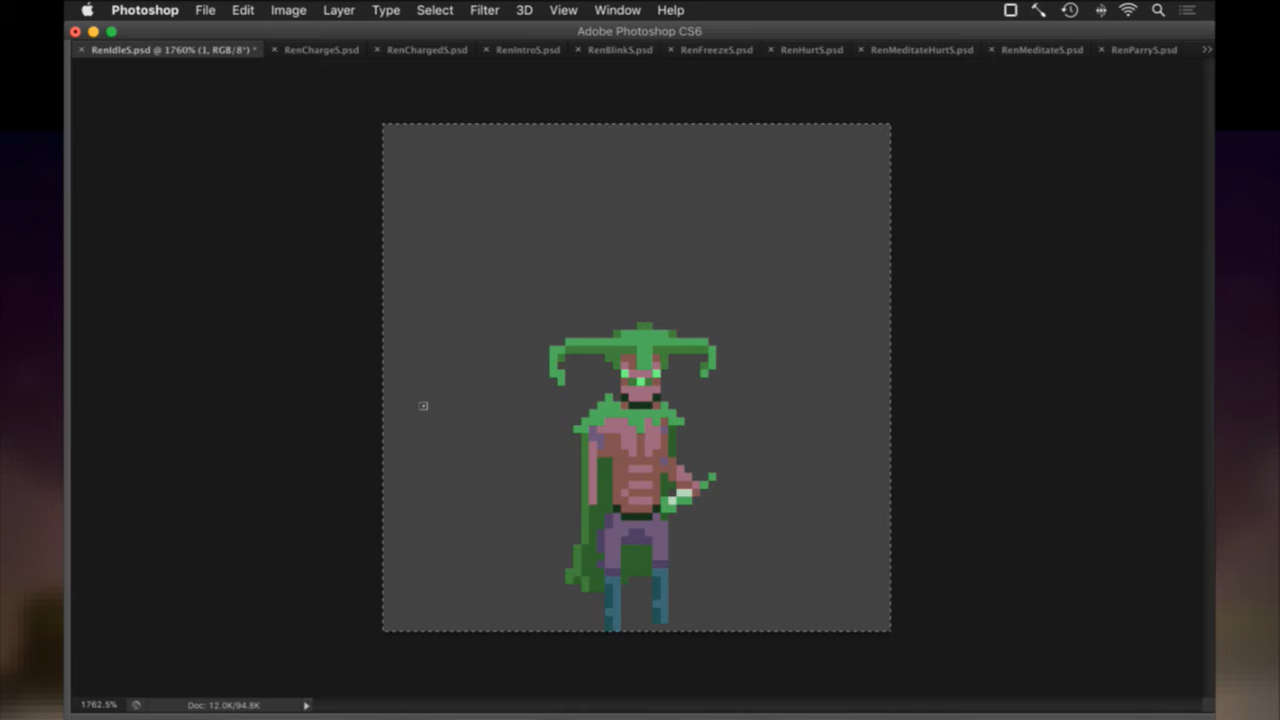 Photoshop File Edit Image Layer Type Select Filter 3D View Window Help
Adobe Photoshop CS6
RenIdleS.psd @ 1760% (1, RGB/8*) * RenChargeS.psd RenChargedS.psd RenIntroS.psd RenBlinkS.psd RenFreezeS.psd RenHurtS.psd RenMeditateHurtS.psd RenMeditateS.psd RenParryS.psd
1762.5% Doc: 12.0K/94.8K